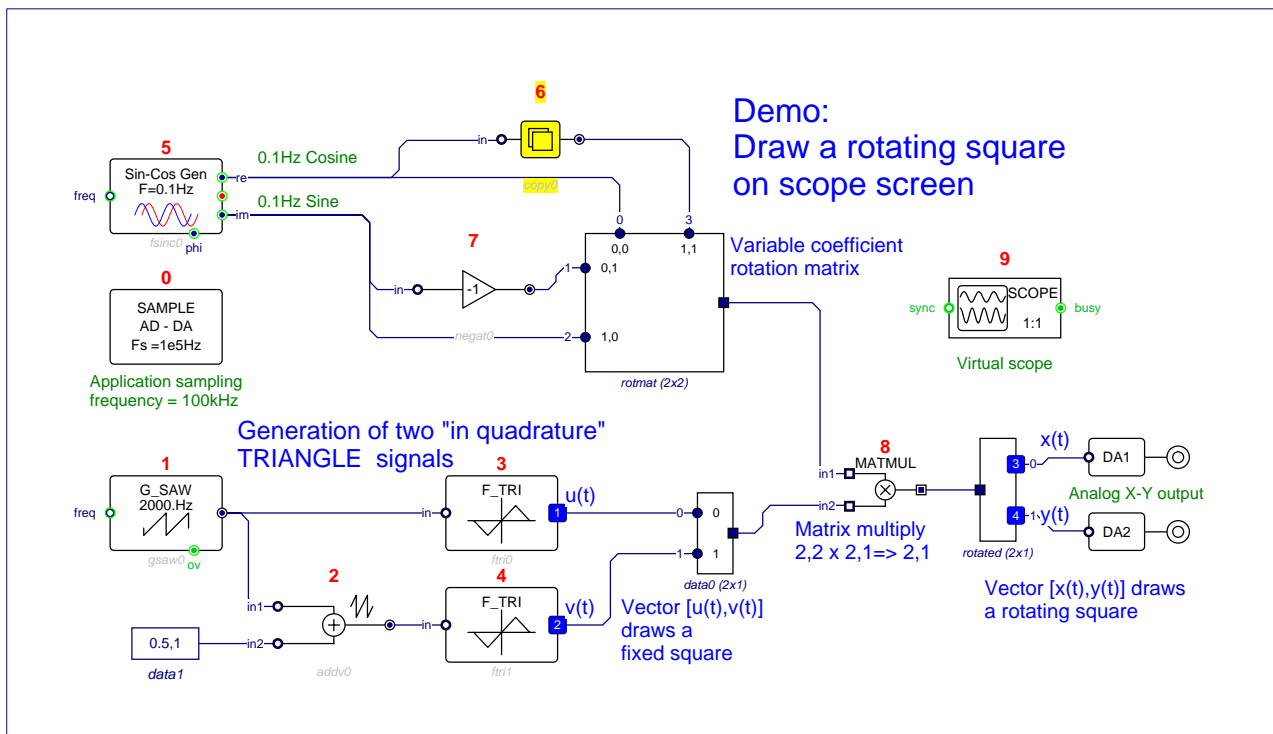 6
Demo:
Draw a rotating square
on scope screen
5
Sin-Cos Gen
F=0.1Hz
freq
re
im
phi
fsinc0
0.1Hz Cosine
0.1Hz Sine
in
copy0
0
3
0,0
1,1
7
in
-1
negat0
1
0,1
2
1,0
rotmat (2x2)
Variable coefficient
rotation matrix
9
sync
SCOPE
1:1
busy
Virtual scope
0
SAMPLE
AD - DA
Fs =1e5Hz
Application sampling
frequency = 100kHz
Generation of two "in quadrature"
TRIANGLE signals
1
G_SAW
2000.Hz
freq
gsaw0
ov
3
F_TRI
in
1
u(t)
ftri0
2
in1
in2
addv0
0.5,1
data1
4
F_TRI
in
2
v(t)
ftri1
0
0
1
1
data0 (2x1)
Vector [u(t),v(t)]
draws a
fixed square
8
MATMUL
in1
in2
Matrix multiply
2,2 x 2,1=> 2,1
3
0
x(t)
DA1
Analog X-Y output
4
1
y(t)
DA2
rotated (2x1)
Vector [x(t),y(t)] draws
a rotating square